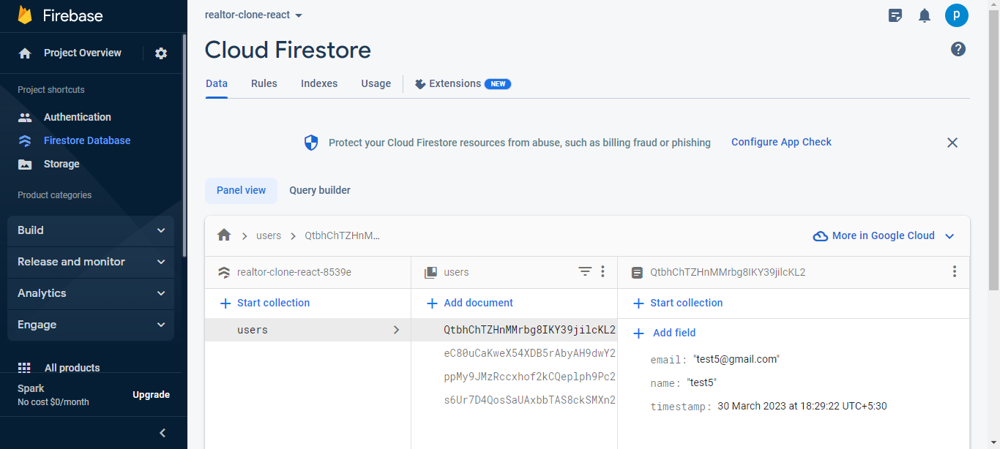 Firebase
Project Overview
Project shortcuts
Authentication
Firestore Database
Storage
Product categories
Build
Release and monitor
Analytics
Engage
All products
Spark
No cost $0/month
Upgrade
realtor-clone-react
p
Cloud Firestore
Data Rules Indexes Usage Extensions NEW
Protect your Cloud Firestore resources from abuse, such as billing fraud or phishing Configure App Check
Panel view Query builder
users QtbhChTZHnM... More in Google Cloud
realtor-clone-react-8539e
Start collection
users
users
Add document
QtbhChTZHnMMrbg8IKY39jilcKL2
eC80uCaKweX54XDB5rAbyAH9dwY2
ppMy9JMzRccxhof2kCQeplph9Pc2
s6Ur7D4QosSaUAxbbTAS8ckSMXn2
QtbhChTZHnMMrbg8IKY39jilcKL2
Start collection
Add field
email: "test5@gmail.com"
name: "test5"
timestamp: 30 March 2023 at 18:29:22 UTC+5:30